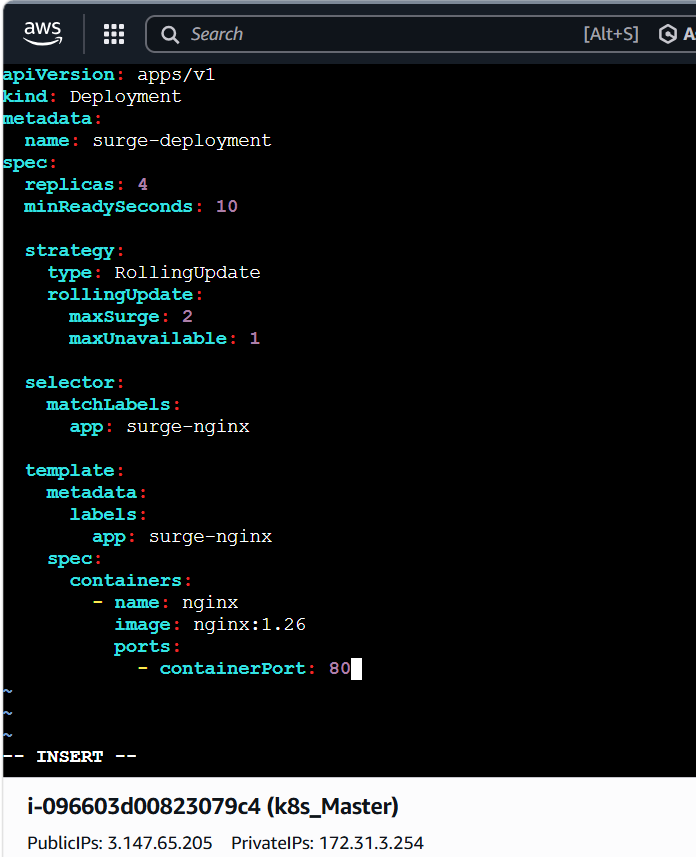 aws
Search [Alt+S]
apiVersion: apps/v1
kind: Deployment
metadata:
  name: surge-deployment
spec:
  replicas: 4
  minReadySeconds: 10
  strategy:
    type: RollingUpdate
    rollingUpdate:
      maxSurge: 2
      maxUnavailable: 1
  selector:
    matchLabels:
      app: surge-nginx
  template:
    metadata:
      labels:
        app: surge-nginx
    spec:
      containers:
        - name: nginx
          image: nginx:1.26
          ports:
            - containerPort: 80
~
~
~
-- INSERT --
i-096603d00823079c4 (k8s_Master)
PublicIPs: 3.147.65.205 PrivateIPs: 172.31.3.254